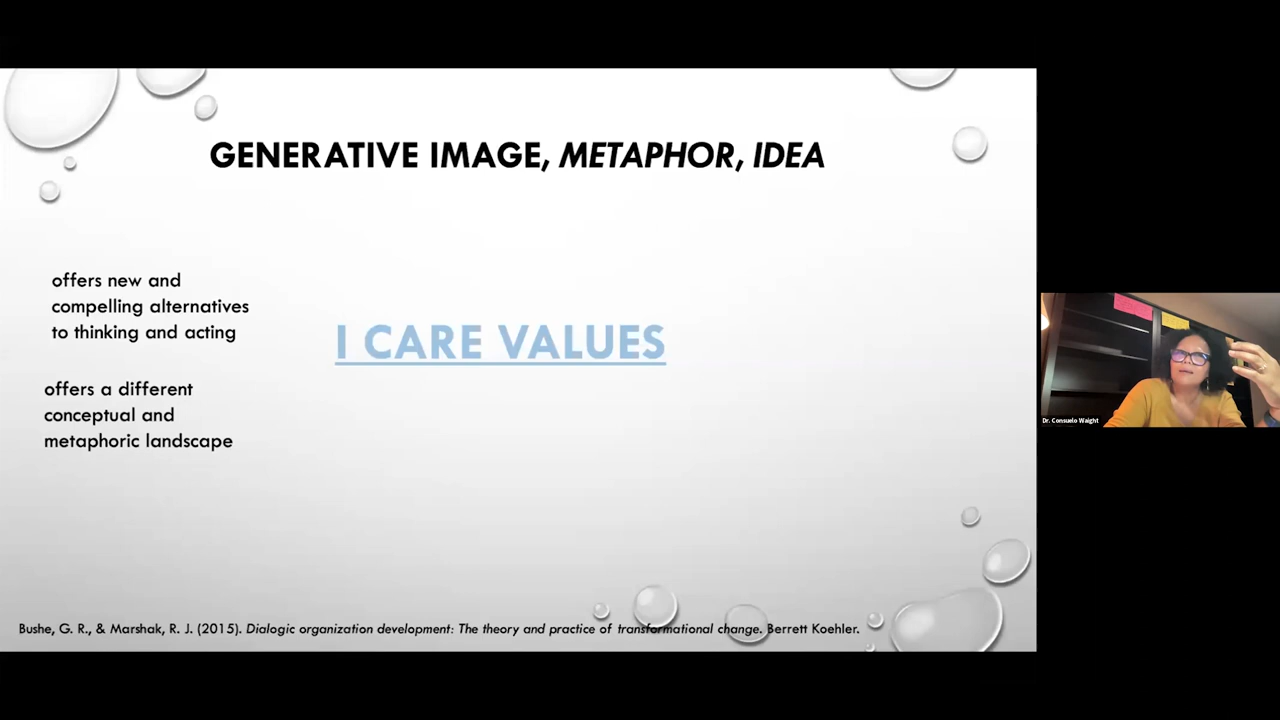 GENERATIVE IMAGE, METAPHOR, IDEA
offers new and
compelling alternatives
to thinking and acting
I CARE VALUES
offers a different
conceptual and
metaphoric landscape
Bushe, G. R., & Marshak, R. J. (2015). Dialogic organization development: The theory and practice of transformational change. Berrett Koehler.
Dr. Consuelo Waight